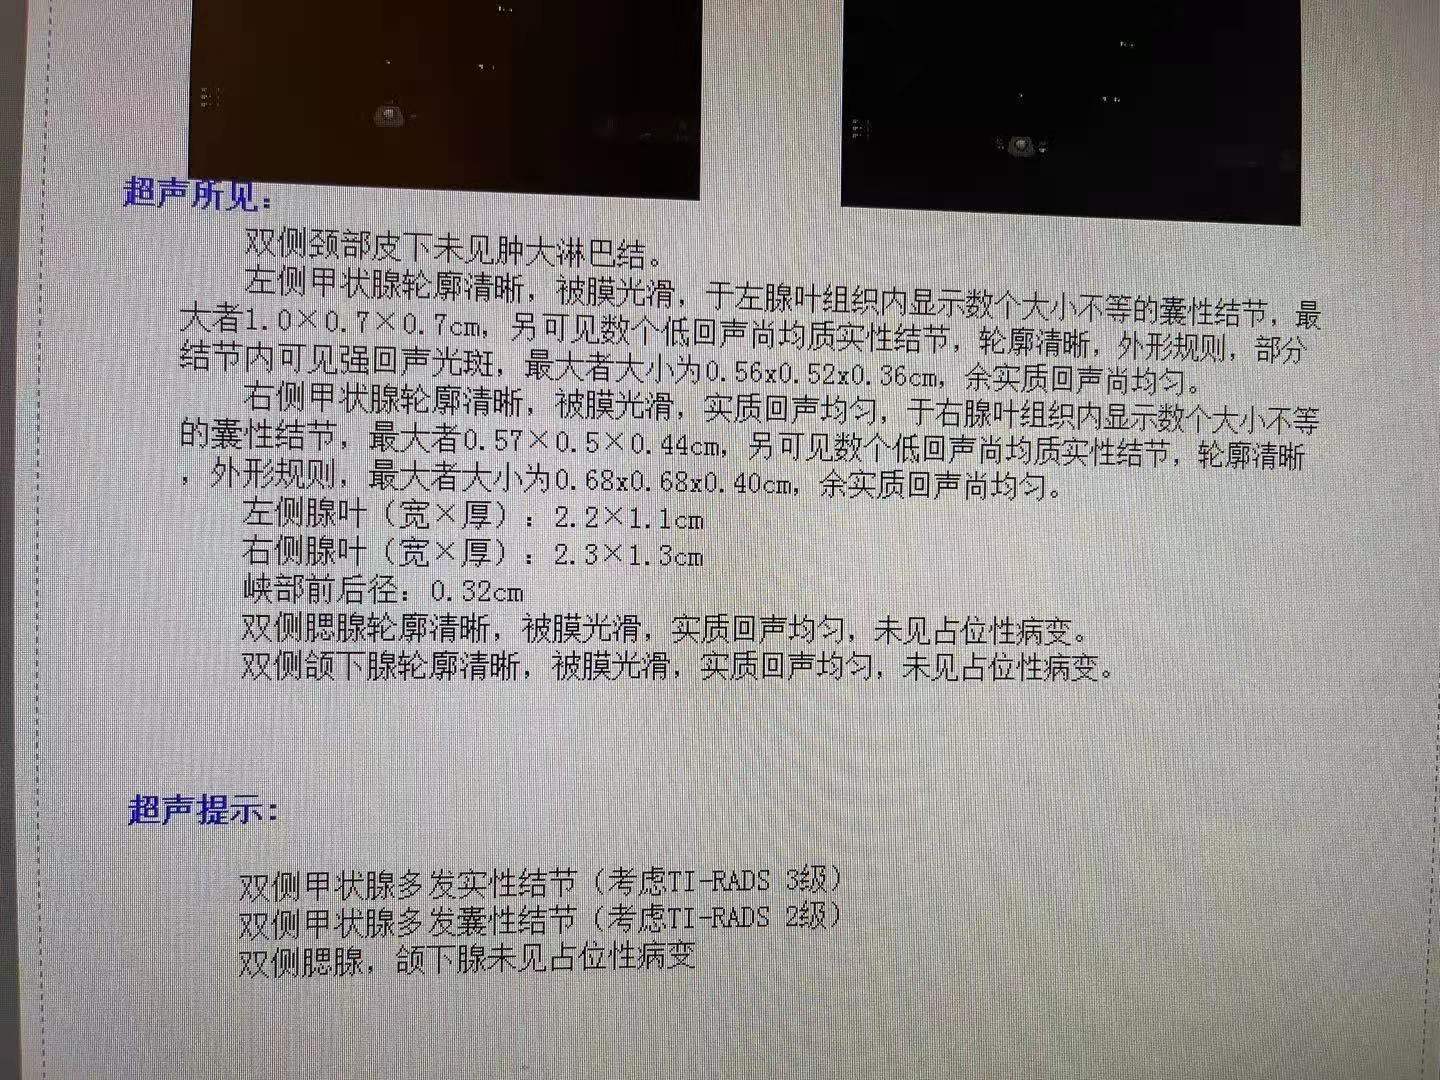 超声所见：
双侧颈部皮下未见肿大淋巴结。
左侧甲状腺轮廓清晰，被膜光滑，于左腺叶组织内显示数个大小不等的囊性结节，最
大者1.0×0.7×0.7cm，另可见数个低回声尚均质实性结节，轮廓清晰，外形规则，部分
结节内可见强回声光斑，最大者大小为0.56x0.52x0.36cm，余实质回声尚均匀。
右侧甲状腺轮廓清晰，被膜光滑，实质回声均匀，于右腺叶组织内显示数个大小不等
的囊性结节，最大者0.57×0.5×0.44cm，另可见数个低回声尚均质实性结节，轮廓清晰
，外形规则，最大者大小为0.68x0.68x0.40cm，余实质回声尚均匀。
左侧腺叶（宽×厚）：2.2×1.1cm
右侧腺叶（宽×厚）：2.3×1.3cm
峡部前后径：0.32cm
双侧腮腺轮廓清晰，被膜光滑，实质回声均匀，未见占位性病变。
双侧颌下腺轮廓清晰，被膜光滑，实质回声均匀，未见占位性病变。
超声提示：
双侧甲状腺多发实性结节（考虑TI-RADS 3级）
双侧甲状腺多发囊性结节（考虑TI-RADS 2级）
双侧腮腺，颌下腺未见占位性病变